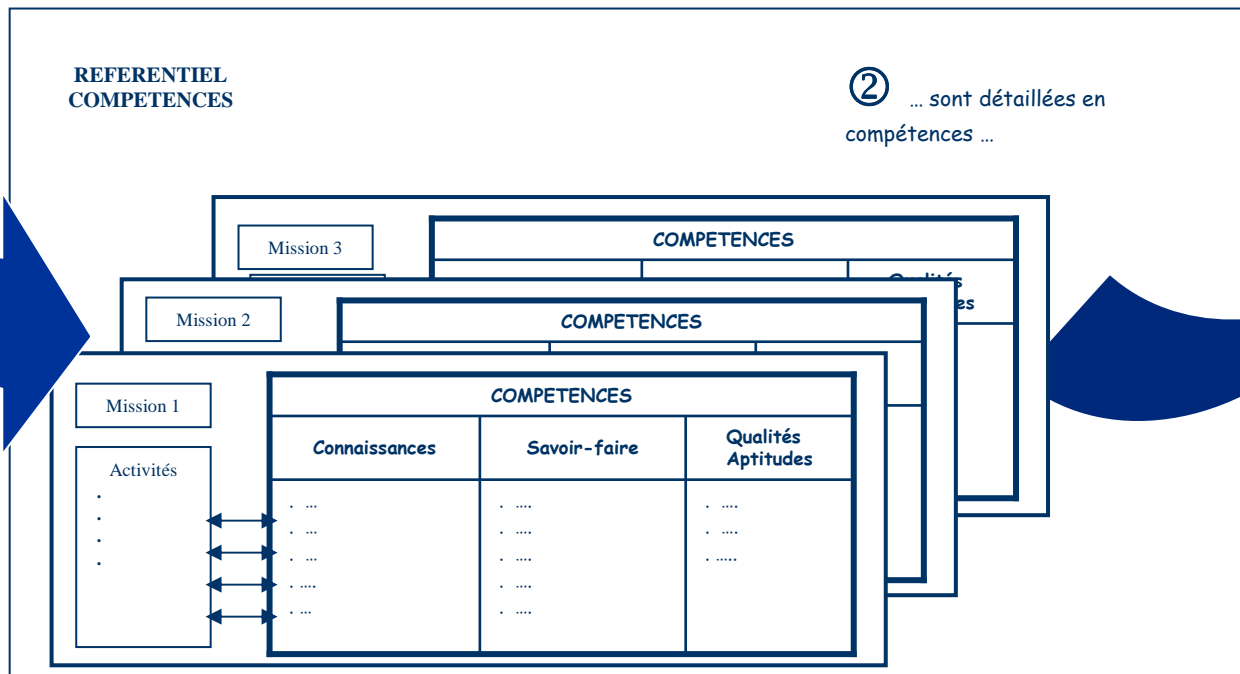 REFERENTIEL
COMPETENCES
② … sont détaillées en
compétences …
Mission 3
COMPETENCES
Mission 2
COMPETENCES
Mission 1
COMPETENCES
Connaissances
Savoir-faire
Qualités
Aptitudes
Activités
.
.
.
.
. …
. …
. …
. ….
. …
. ….
. ….
. ….
. ….
. ….
. ….
. ….
. …..